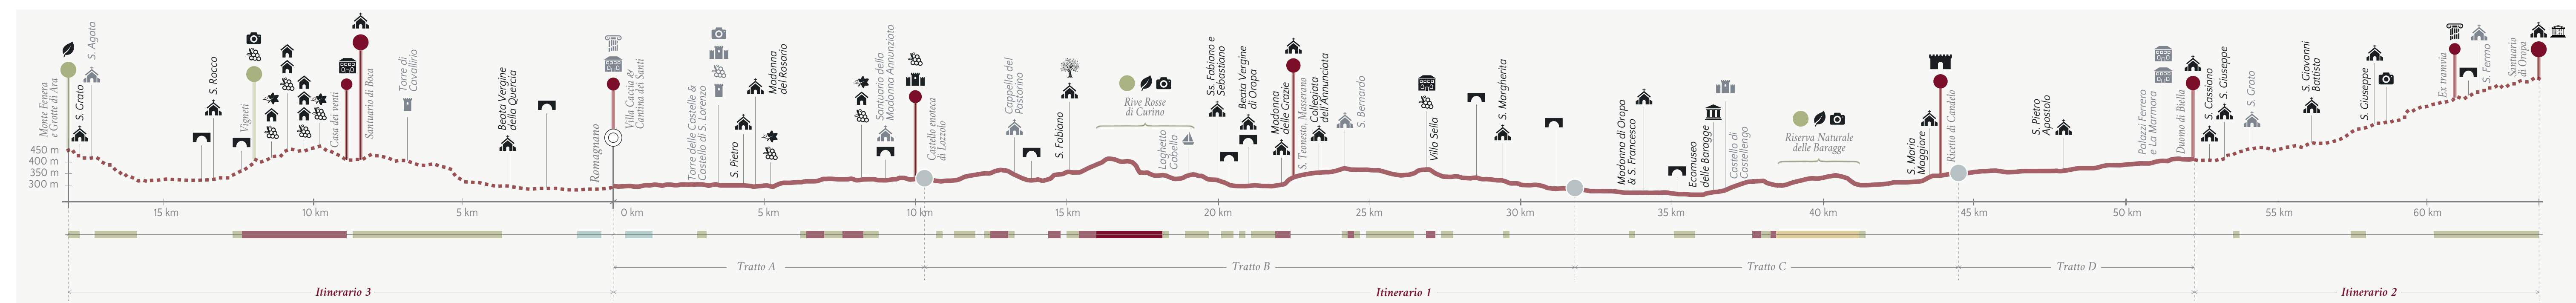 Monte Fenera
e Grotte di Ara
S. Agata
S. Grato
S. Rocco
Vigneti
Casa dei venti
Santuario di Boca
Torre di
Cavallirio
Beata Vergine
della Quercia
Romagnano
Villa Caccia &
Cantina dei Santi
Torre delle Castelle &
Castello di S. Lorenzo
S. Pietro
Madonna
del Rosario
Santuario della
Madonna Annunziata
Castello enoteca
di Lozzolo
Cappella del
Pastorino
S. Fabiano
Rive Rosse
di Curino
Laghetto
Gabella
Ss. Fabiano e
Sebastiano
Beata Vergine
di Oropa
Madonna
delle Grazie
S. Teonesto, Masserano
Collegiata
dell'Annunciata
S. Bernardo
Villa Sella
S. Margherita
Madonna di Oropa
& S. Francesco
Ecomuseo
delle Baragge
Castello di
Castellengo
Riserva Naturale
delle Baragge
S. Maria
Maggiore
Ricetto di Candelo
S. Pietro
Apostolo
Palazzi Ferrero
e La Marmora
Duomo di Biella
S. Cassiano
S. Giuseppe
S. Grato
S. Giovanni
Battista
S. Giuseppe
Ex tramvia
S. Fermo
Santuario
di Oropa
450 m
400 m
350 m
300 m
15 km
10 km
5 km
0 km
5 km
10 km
15 km
20 km
25 km
30 km
35 km
40 km
45 km
50 km
55 km
60 km
Tratto A
Tratto B
Tratto C
Tratto D
Itinerario 3
Itinerario 1
Itinerario 2